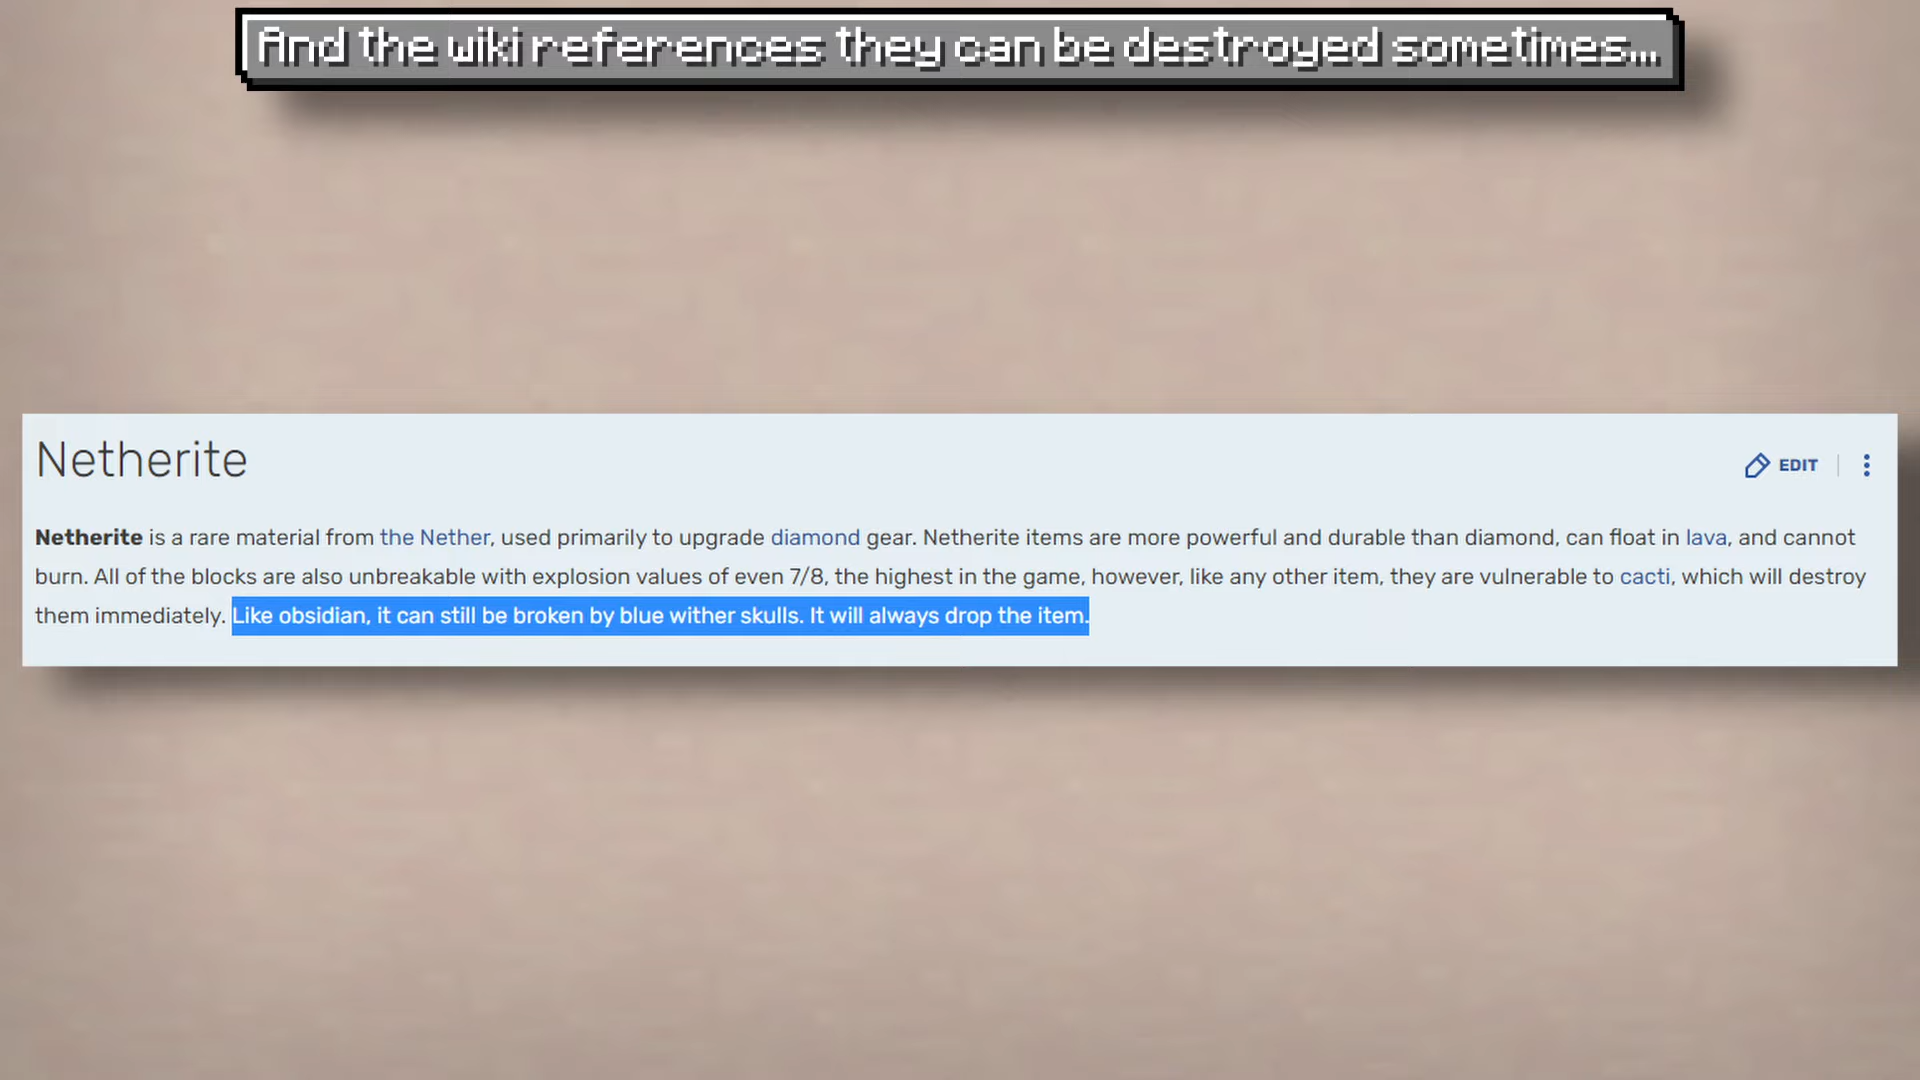 And the wiki references they can be destroyed sometimes...
Netherite
EDIT
Netherite is a rare material from the Nether, used primarily to upgrade diamond gear. Netherite items are more powerful and durable than diamond, can float in lava, and cannot
burn. All of the blocks are also unbreakable with explosion values of even 7/8, the highest in the game, however, like any other item, they are vulnerable to cacti, which will destroy
them immediately. Like obsidian, it can still be broken by blue wither skulls. It will always drop the item.